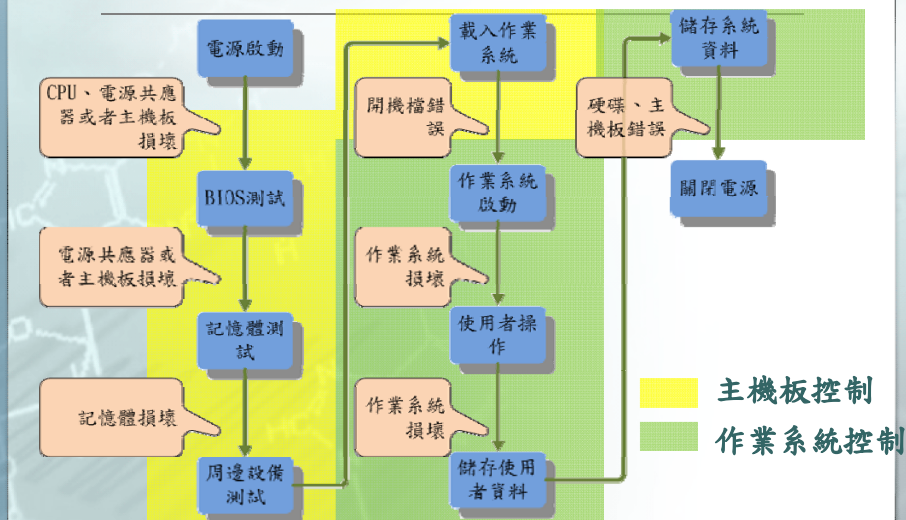 電源啟動
CPU、電源共應
器或者主機板
損壞
BIOS測試
電源共應器或
者主機板損壞
記憶體測
試
記憶體損壞
周邊設備
測試
載入作業
系統
開機檔錯
誤
作業系統
啟動
作業系統
損壞
使用者操
作
作業系統
損壞
儲存使用
者資料
儲存系統
資料
硬碟、主
機板錯誤
關閉電源
主機板控制
作業系統控制